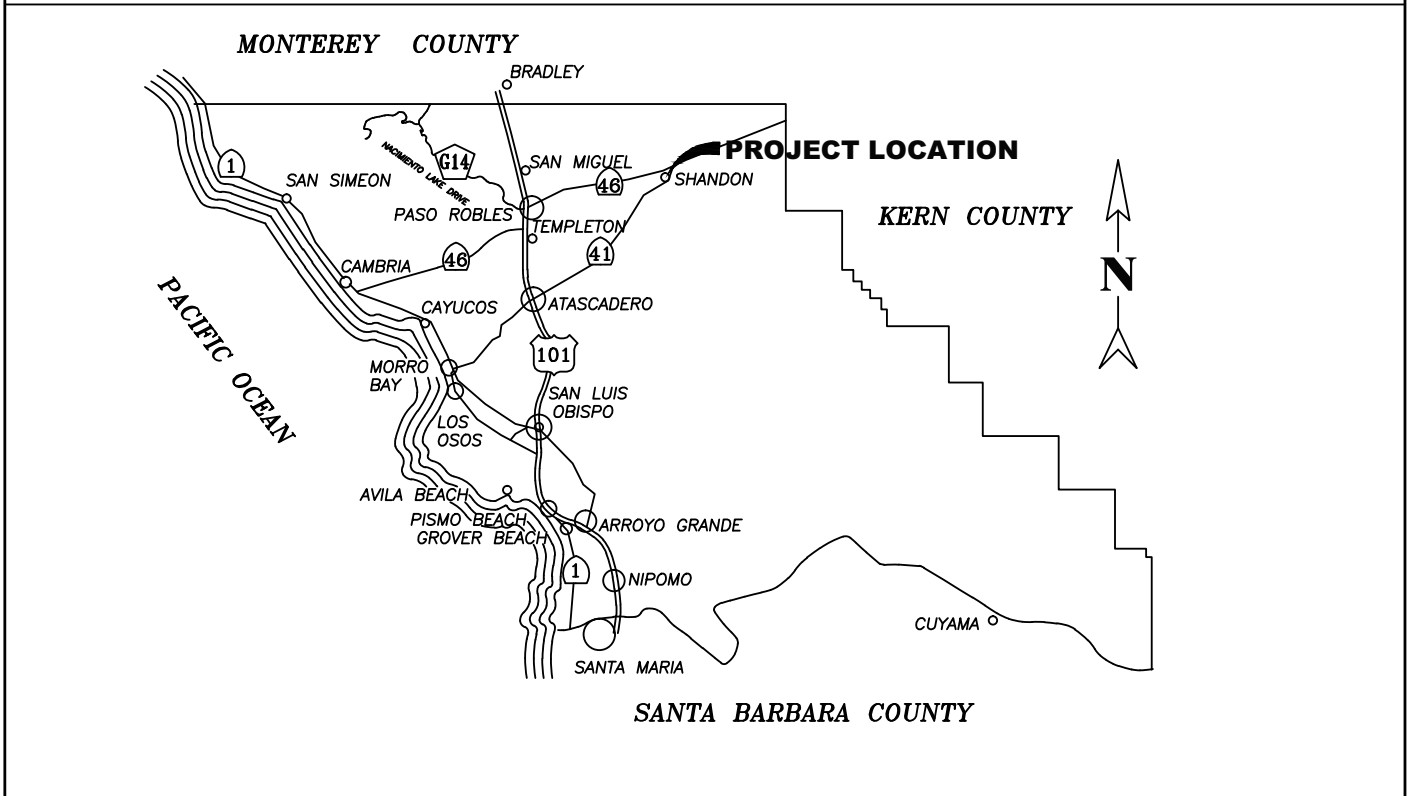 MONTEREY COUNTY
BRADLEY
PROJECT LOCATION
1
NACIMIENTO LAKE DRIVE
G14
SAN MIGUEL
46
SHANDON
SAN SIMEON
PASO ROBLES
KERN COUNTY
TEMPLETON
N
46
41
CAMBRIA
CAYUCOS
ATASCADERO
PACIFIC OCEAN
101
MORRO
BAY
SAN LUIS
OBISPO
LOS
OSOS
AVILA BEACH
PISMO BEACH
GROVER BEACH
ARROYO GRANDE
1
NIPOMO
CUYAMA
SANTA MARIA
SANTA BARBARA COUNTY